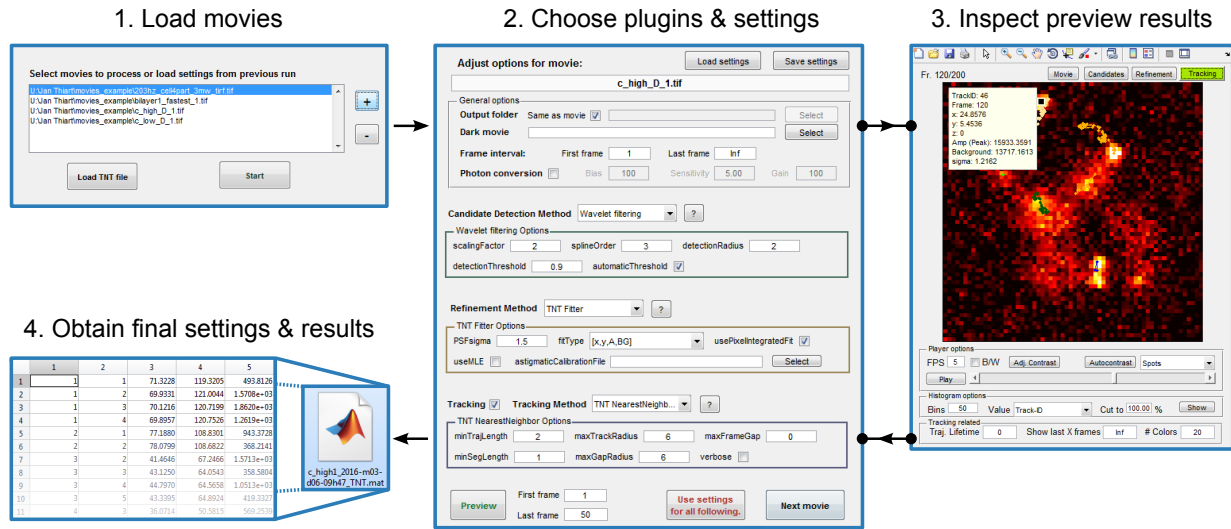 1. Load movies
Select movies to process or load settings from previous run
U:\Jan Thiart\movies_example\203hz_cell4part_3mw_tirf.tif
U:\Jan Thiart\movies_example\bilayer1_fastest_1.tif
U:\Jan Thiart\movies_example\c_high_D_1.tif
U:\Jan Thiart\movies_example\c_low_D_1.tif
+
-
Load TNT file Start
2. Choose plugins & settings
Adjust options for movie: Load settings Save settings
c_high_D_1.tif
General options
Output folder Same as movie Select
Dark movie Select
Frame interval: First frame 1 Last frame Inf
Photon conversion Bias 100 Sensitivity 5.00 Gain 100
Candidate Detection Method Wavelet filtering ?
Wavelet filtering Options
scalingFactor 2 splineOrder 3 detectionRadius 2
detectionThreshold 0.9 automaticThreshold
Refinement Method TNT Fitter ?
TNT Fitter Options
PSFsigma 1.5 fitType [x,y,A,BG] usePixelIntegratedFit
useMLE astigmaticCalibrationFile Select
Tracking Tracking Method TNT NearestNeighb... ?
TNT NearestNeighbor Options
minTrajLength 2 maxTrackRadius 6 maxFrameGap 0
minSegLength 1 maxGapRadius 6 verbose
Preview First frame 1
Last frame 50
Use settings
for all following.
Next movie
3. Inspect preview results
Fr. 120/200 Movie Candidates Refinement Tracking
TrackID: 46
Frame: 120
x: 24.8576
y: 5.4536
z: 0
Amp (Peak): 15933.3591
Background: 13717.1613
sigma: 1.2162
Player options
FPS 5 B/W Adj. Contrast Autocontrast Spots
Play
Histogram options
Bins 50 Value Track-ID Cut to 100.00 % Show
Tracking related
Traj. Lifetime 0 Show last X frames Inf # Colors 20
4. Obtain final settings & results
1 2 3 4 5
1 1 1 71.3228 119.3205 493.8126
2 1 2 69.9331 121.0044 1.5708e+03
3 1 3 70.1216 120.7199 1.8620e+03
4 1 4 69.8957 120.7526 1.2619e+03
5 2 1 77.1880 108.8301 943.3728
6 2 2 78.0799 108.6822 368.2141
7 2 3 41.4646 67.2466 1.5713e+03
8 3 3 43.1250 64.0543 358.5804
9 3 4 44.7970 64.5658 1.0513e+03
10 3 5 43.3395 64.8924 419.3327
11 4 3 36.0714 50.5815 569.2539
c_high1_2016-m03-
d06-09h47_TNT.mat